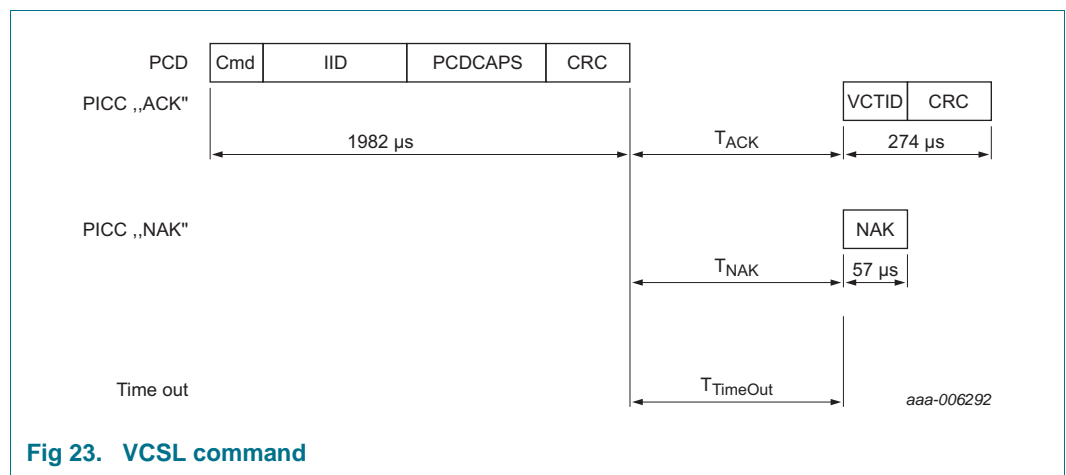 PCD Cmd IID PCDCAPS CRC
PICC ,,ACK" VCTID CRC
1982 µs TACK 274 µs
PICC ,,NAK" NAK
TNAK 57 µs
Time out TTimeOut aaa-006292
Fig 23. VCSL command